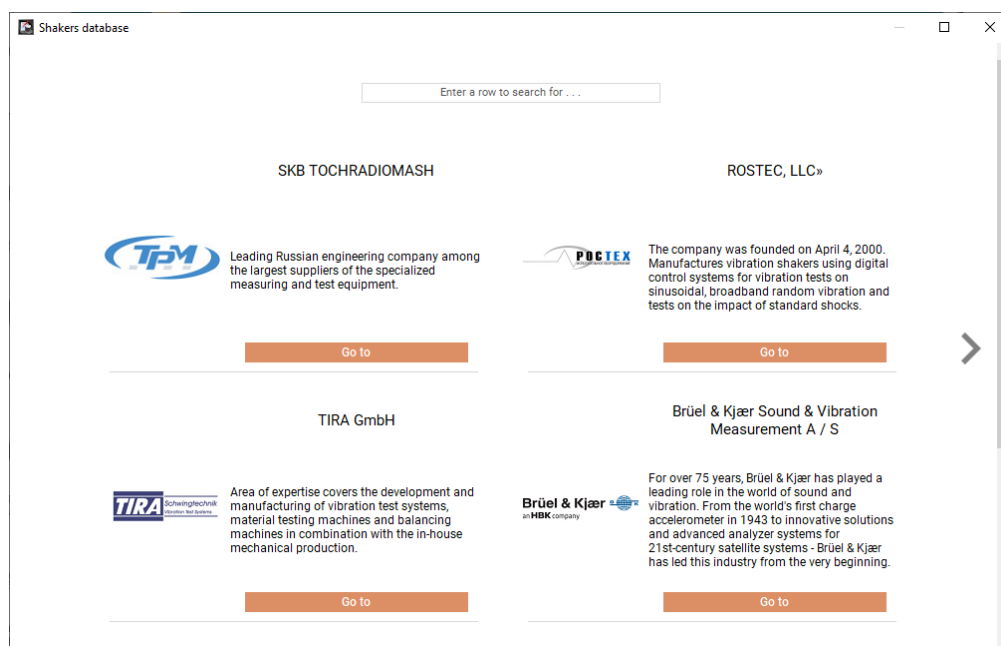 Shakers database
Enter a row to search for . . .
SKB TOCHRADIOMASH
TPM
Leading Russian engineering company among
the largest suppliers of the specialized
measuring and test equipment.
Go to
ROSTEC, LLC»
РОСТЕХ
The company was founded on April 4, 2000.
Manufactures vibration shakers using digital
control systems for vibration tests on
sinusoidal, broadband random vibration and
tests on the impact of standard shocks.
Go to
TIRA GmbH
TIRA Schwingtechnik
Vibration Test Systems
Area of expertise covers the development and
manufacturing of vibration test systems,
material testing machines and balancing
machines in combination with the in-house
mechanical production.
Go to
Brüel & Kjær Sound & Vibration
Measurement A / S
Brüel & Kjær
an HBK company
For over 75 years, Brüel & Kjær has played a
leading role in the world of sound and
vibration. From the world's first charge
accelerometer in 1943 to innovative solutions
and advanced analyzer systems for
21st-century satellite systems - Brüel & Kjær
has led this industry from the very beginning.
Go to